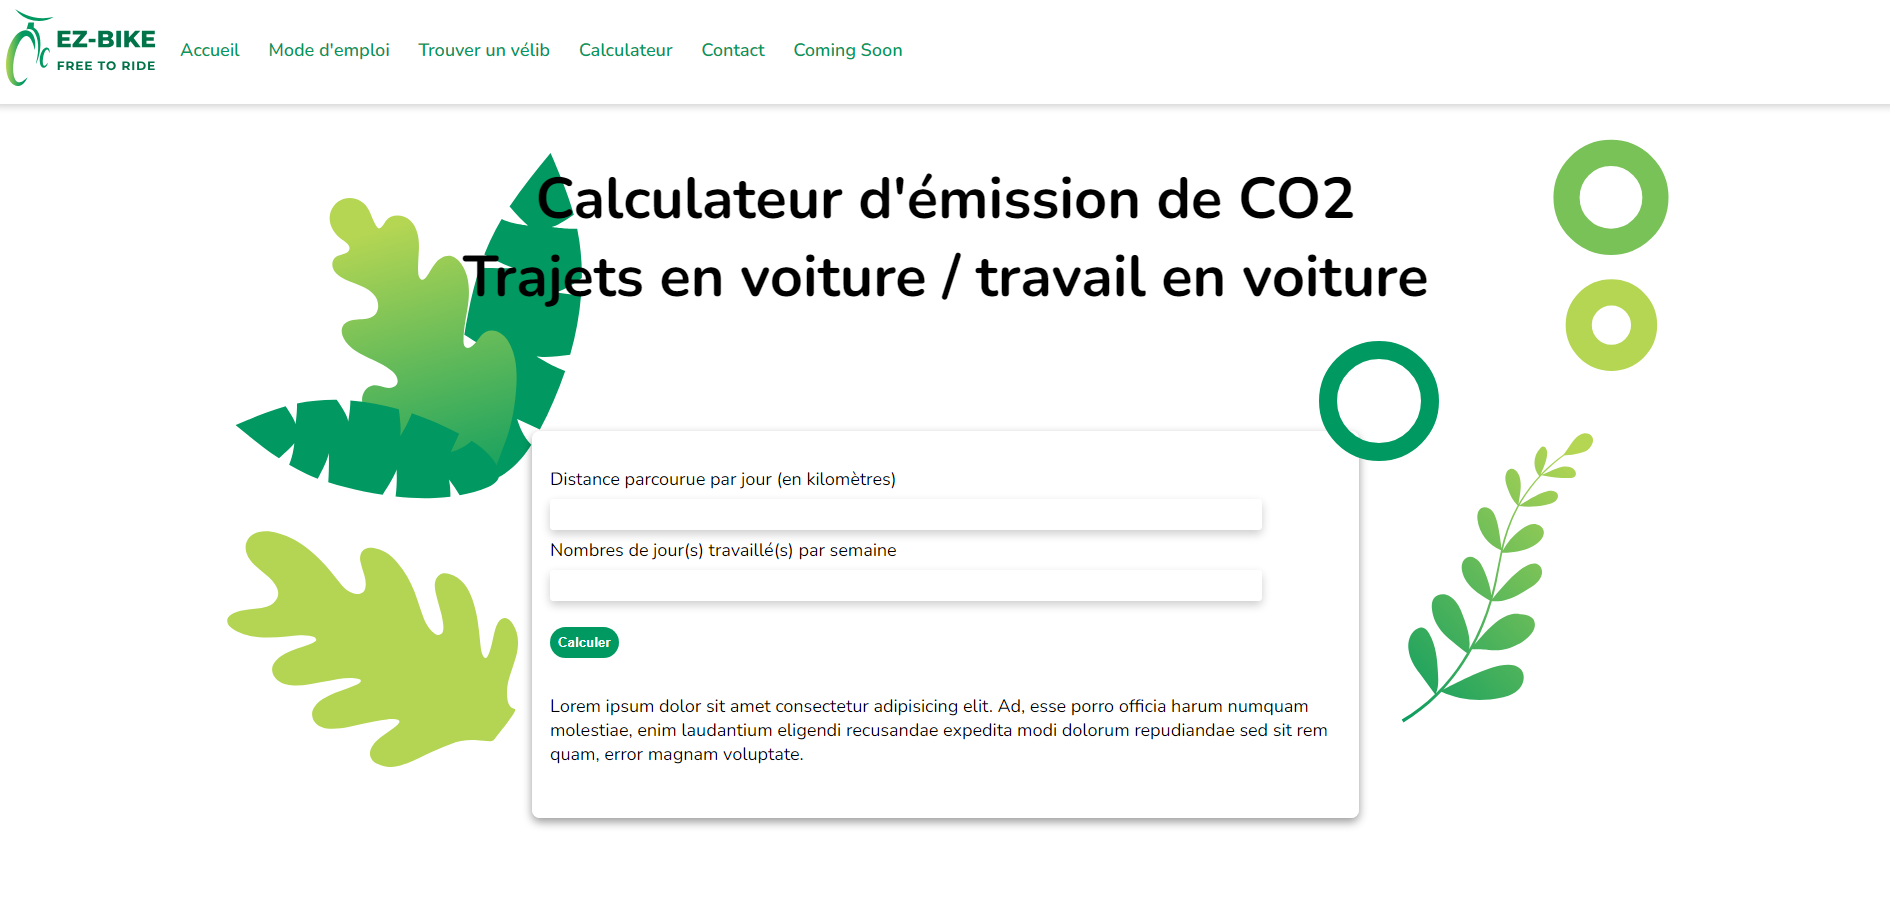 EZ-BIKE
FREE TO RIDE
Accueil
Mode d'emploi
Trouver un vélib
Calculateur
Contact
Coming Soon
Calculateur d'émission de CO2
Trajets en voiture / travail en voiture
Distance parcourue par jour (en kilomètres)
Nombres de jour(s) travaillé(s) par semaine
Calculer
Lorem ipsum dolor sit amet consectetur adipisicing elit. Ad, esse porro officia harum numquam
molestiae, enim laudantium eligendi recusandae expedita modi dolorum repudiandae sed sit rem
quam, error magnam voluptate.